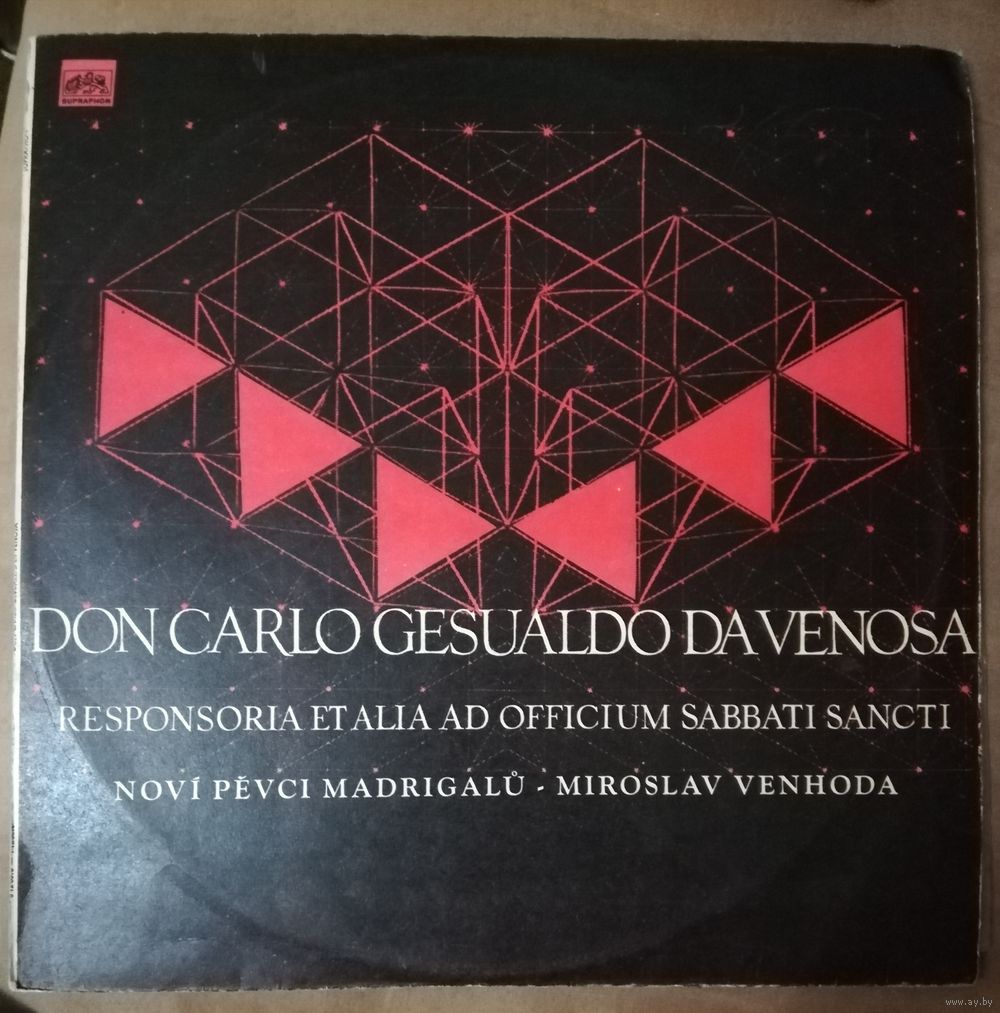 SUPRAPHON
DON CARLO GESUALDO DA VENOSA
RESPONSORIA ET ALIA AD OFFICIUM SABBATI SANCTI
NOVÍ PĚVCI MADRIGALŮ - MIROSLAV VENHODA
www.ay.by